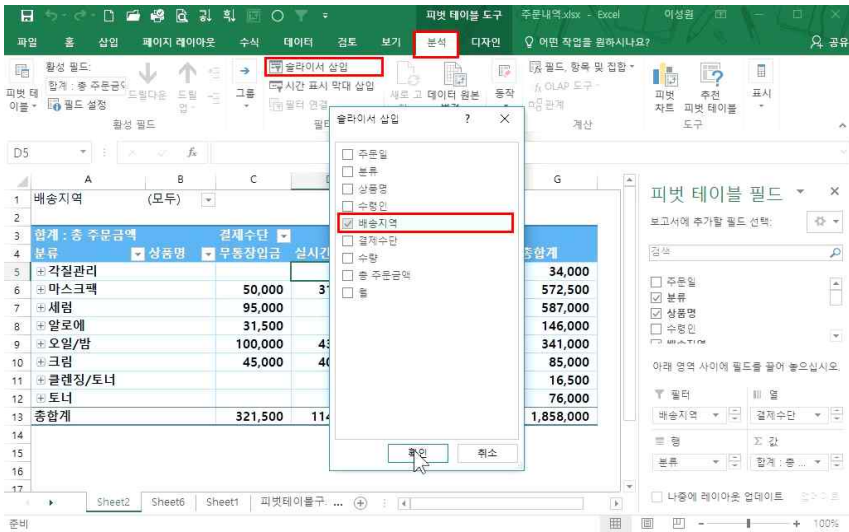 피벗 테이블 도구
주문내역.xlsx - Excel
이성원
파일 홈 삽입 페이지 레이아웃 수식 데이터 검토 보기 분석 디자인 어떤 작업을 원하시나요? 공유
활성 필드:
합계 : 총 주문금액
필드 설정
드릴다운 드릴업
활성 필드
피벗 테이블
그룹
슬라이서 삽입
시간 표시 막대 삽입
필터 연결
새로 고침
데이터 원본 변경
동작
필드, 항목 및 집합
OLAP 도구
관계
계산
피벗 차트
추천 피벗 테이블
도구
표시
D5
fx
A B C G
1 배송지역 (모두)
2
3 합계 : 총 주문금액 결제수단
4 분류 상품명 무통장입금 실시간 총합계
5 각질관리 34,000
6 마스크팩 50,000 572,500
7 세럼 95,000 587,000
8 알로에 31,500 146,000
9 오일/밤 100,000 341,000
10 크림 45,000 85,000
11 클렌징/토너 16,500
12 토너 76,000
13 총합계 321,500 1,858,000
14
15
16
17
슬라이서 삽입 ? ×
주문일
분류
상품명
수령인
배송지역
결제수단
수량
총 주문금액
월
확인 취소
피벗 테이블 필드
보고서에 추가할 필드 선택:
검색
주문일
분류
상품명
수령인
배송지역
아래 영역 사이에 필드를 끌어 놓으십시오.
필터 열
배송지역 결제수단
행 Σ 값
분류 합계 : 총 ...
나중에 레이아웃 업데이트
Sheet2 Sheet6 Sheet1 피벗테이블구. ...
준비
100%